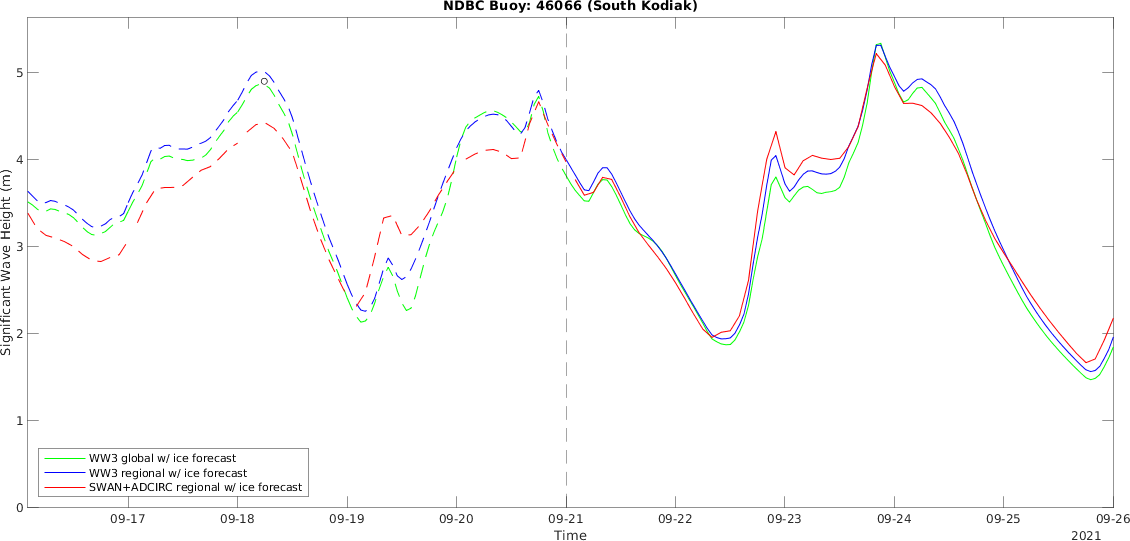 NDBC Buoy: 46066 (South Kodiak)
Significant Wave Height (m)
5
4
3
2
1
0
WW3 global w/ ice forecast
WW3 regional w/ ice forecast
SWAN+ADCIRC regional w/ ice forecast
09-17 09-18 09-19 09-20 09-21 09-22 09-23 09-24 09-25 09-26
Time
2021